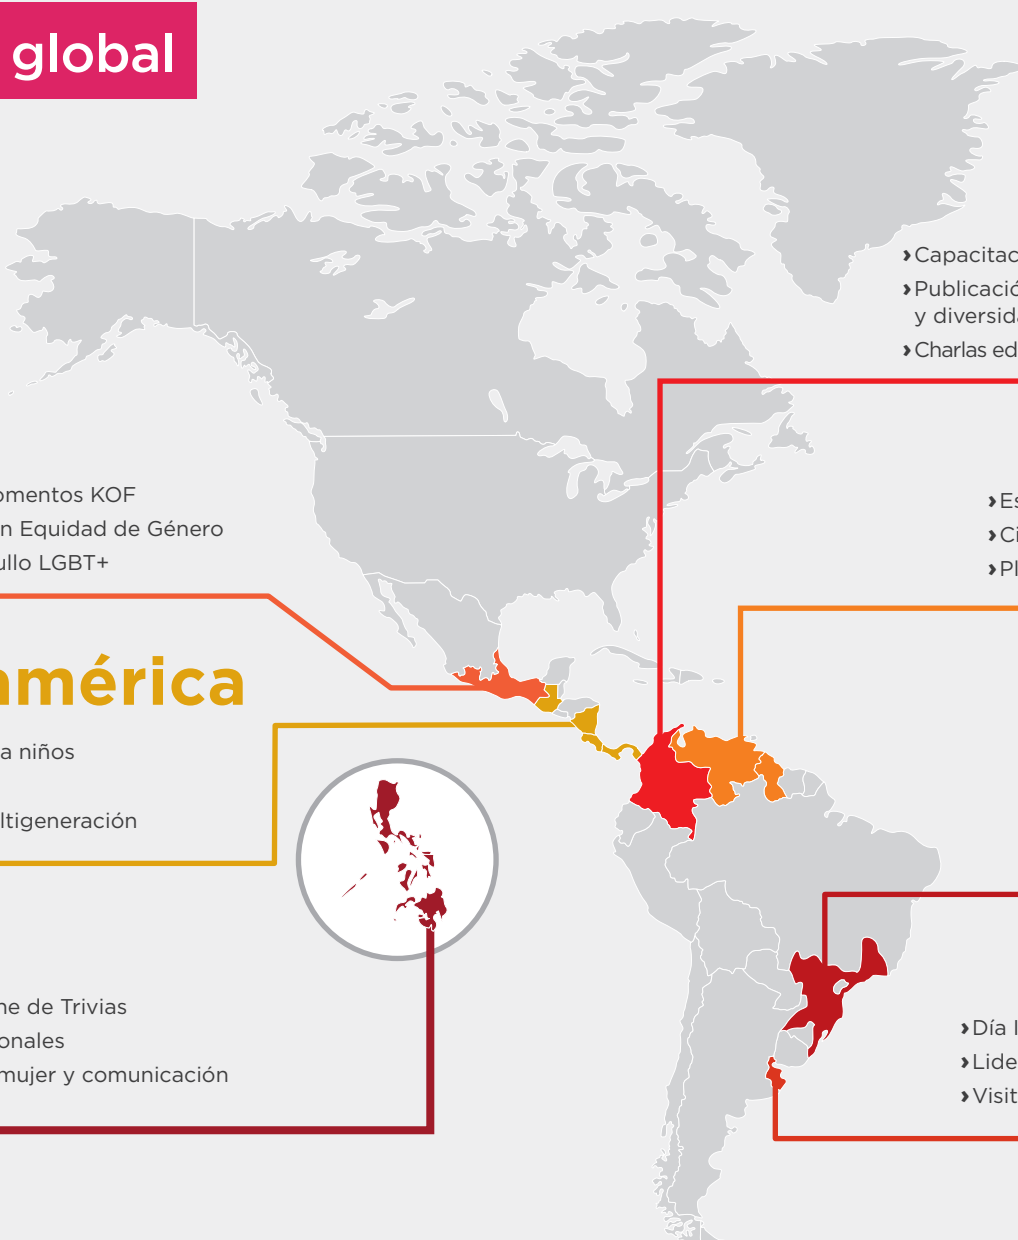 global
›Capacitac
›Publicació
y diversida
›Charlas ed
omentos KOF
n Equidad de Género
ullo LGBT+
›Es
›Ci
›Pl
américa
a niños
ltigeneración
ne de Trivias
onales
mujer y comunicación
›Día I
›Lide
›Visit